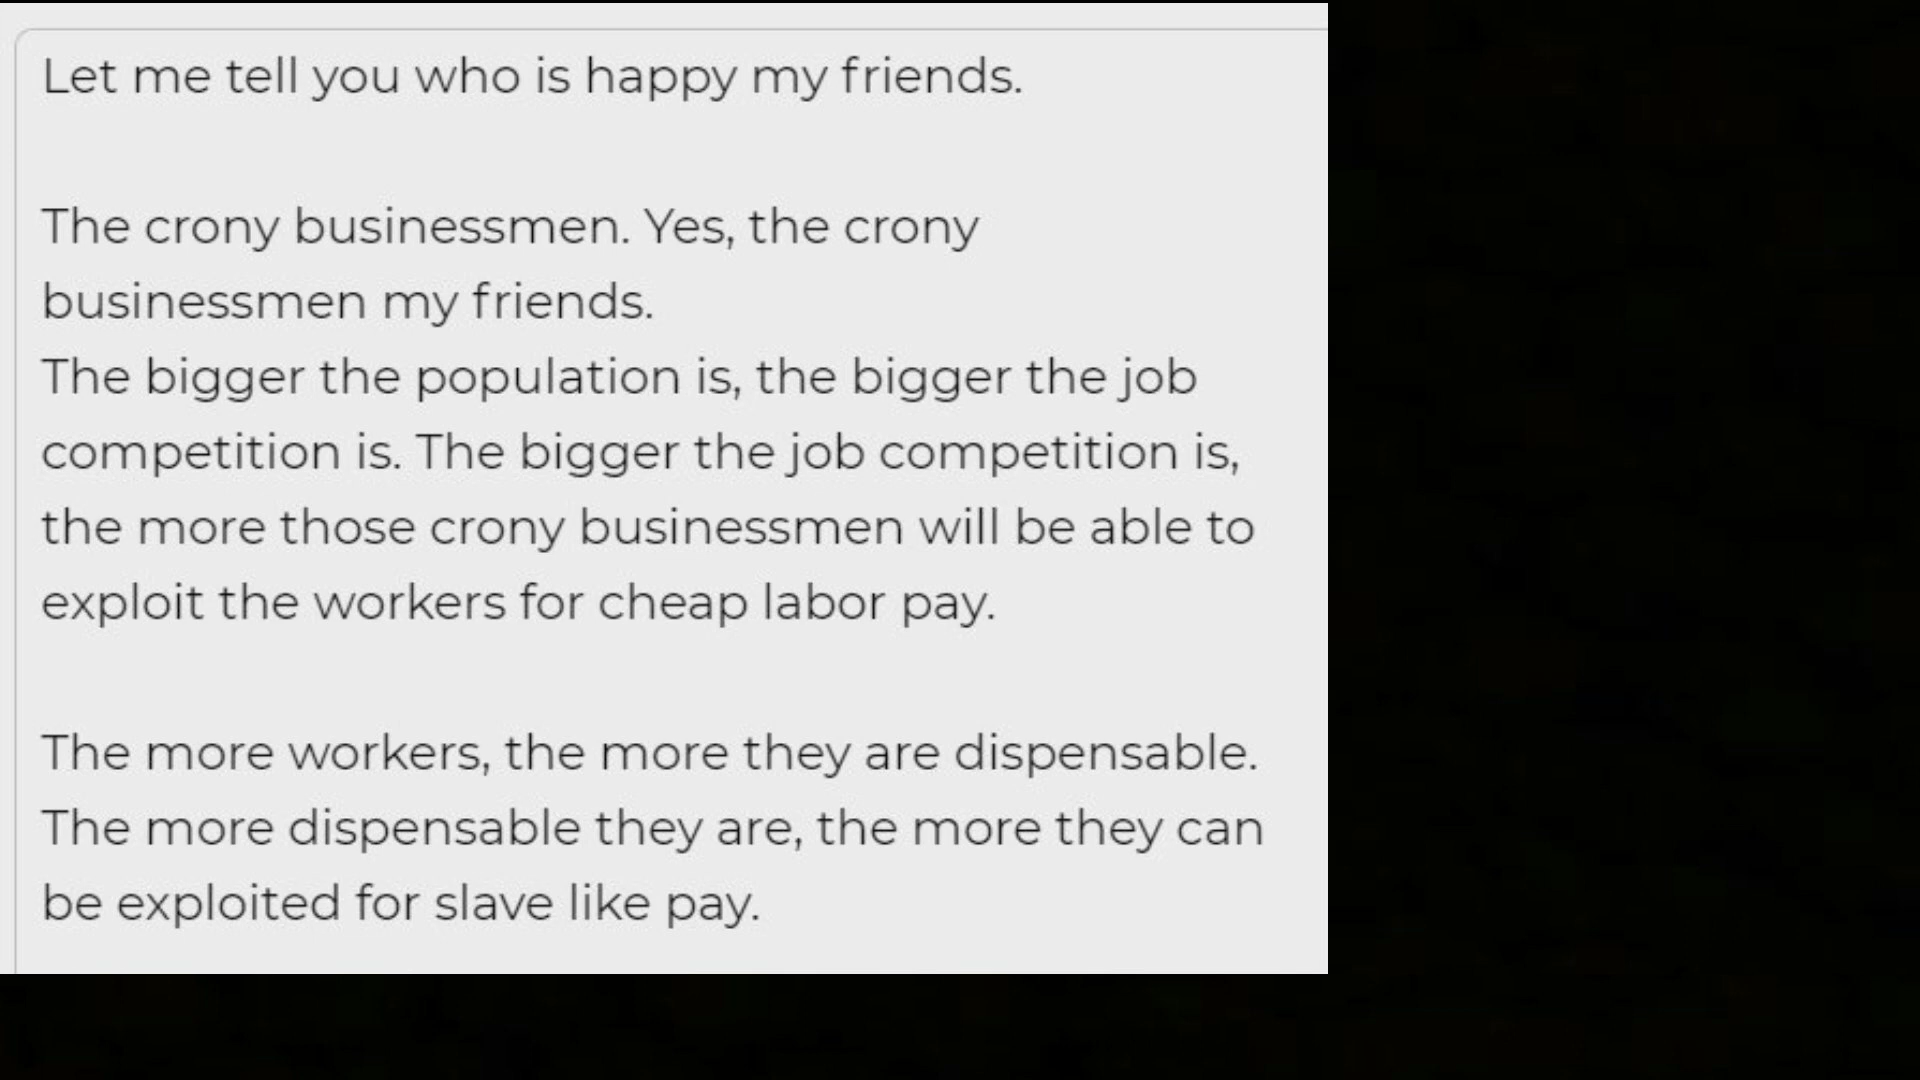 Let me tell you who is happy my friends.
The crony businessmen. Yes, the crony
businessmen my friends.
The bigger the population is, the bigger the job
competition is. The bigger the job competition is,
the more those crony businessmen will be able to
exploit the workers for cheap labor pay.
The more workers, the more they are dispensable.
The more dispensable they are, the more they can
be exploited for slave like pay.